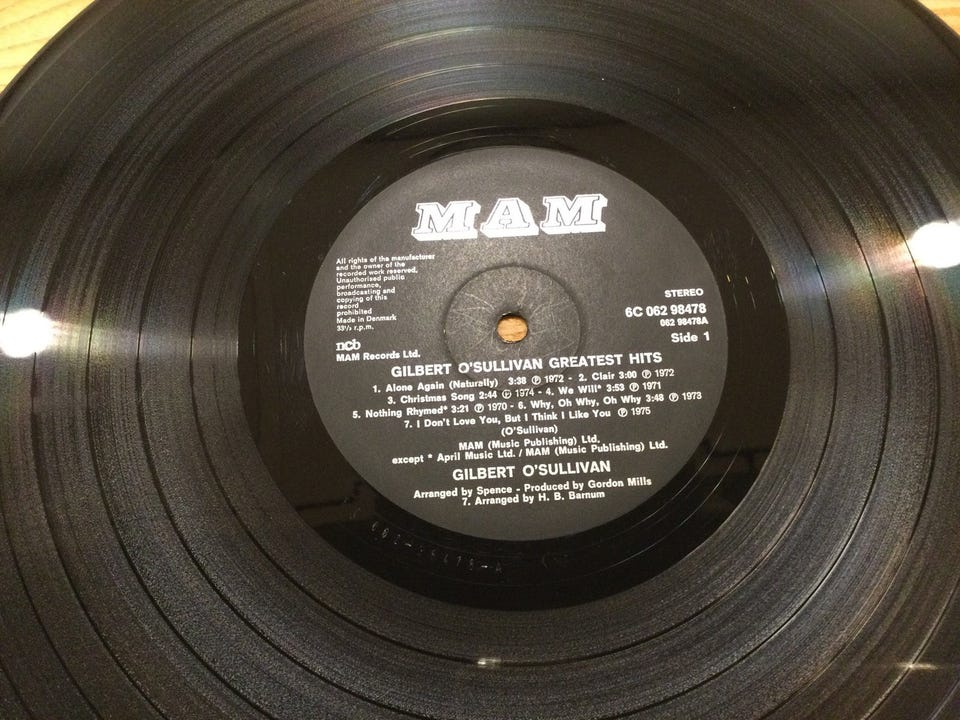 MAM
All rights of the manufacturer
and the owner of the
recorded work reserved.
Unauthorised public
performance,
broadcasting and
copying of this
record
prohibited
Made in Denmark
33⅓ r.p.m.
ncb
MAM Records Ltd.
STEREO
6C 062 98478
062 98478A
Side 1
GILBERT O'SULLIVAN GREATEST HITS
1. Alone Again (Naturally) 3:38 ℗ 1972 - 2. Clair 3:00 ℗ 1972
3. Christmas Song 2:44 ℗ 1974 - 4. We Will* 3:53 ℗ 1971
5. Nothing Rhymed* 3:21 ℗ 1970 - 6. Why, Oh Why, Oh Why 3:48 ℗ 1973
7. I Don't Love You, But I Think I Like You ℗ 1975
(O'Sullivan)
MAM (Music Publishing) Ltd.
except * April Music Ltd. / MAM (Music Publishing) Ltd.
GILBERT O'SULLIVAN
Arranged by Spence - Produced by Gordon Mills
7. Arranged by H. B. Barnum